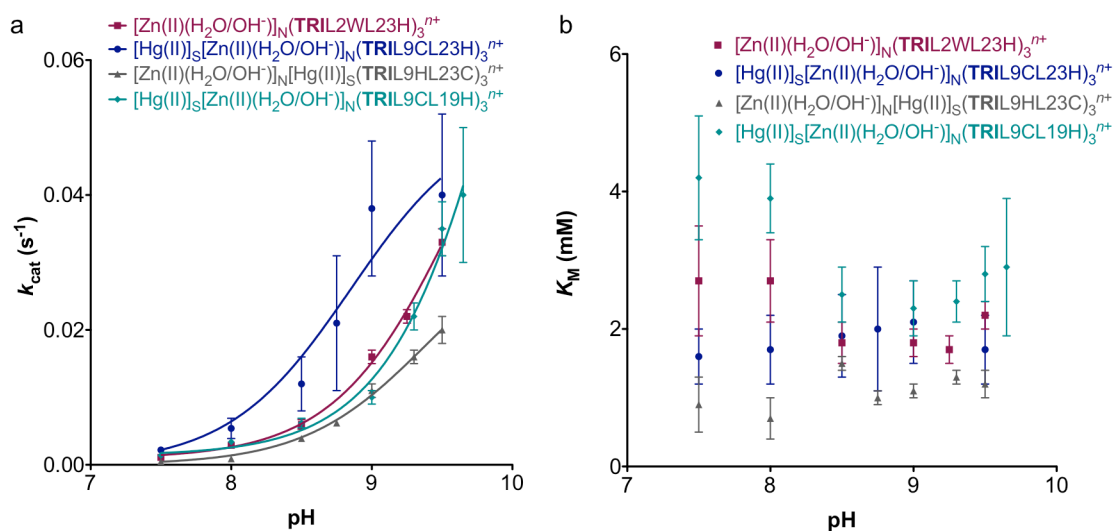 a
[Zn(II)(H₂O/OH⁻)]N(TRIL2WL23H)₃ⁿ⁺
[Hg(II)]S[Zn(II)(H₂O/OH⁻)]N(TRIL9CL23H)₃ⁿ⁺
[Zn(II)(H₂O/OH⁻)]N[Hg(II)]S(TRIL9HL23C)₃ⁿ⁺
[Hg(II)]S[Zn(II)(H₂O/OH⁻)]N(TRIL9CL19H)₃ⁿ⁺
0.06
0.04
0.02
0.00
kcat (s⁻¹)
7 8 9 10
pH
b
[Zn(II)(H₂O/OH⁻)]N(TRIL2WL23H)₃ⁿ⁺
[Hg(II)]S[Zn(II)(H₂O/OH⁻)]N(TRIL9CL23H)₃ⁿ⁺
[Zn(II)(H₂O/OH⁻)]N[Hg(II)]S(TRIL9HL23C)₃ⁿ⁺
[Hg(II)]S[Zn(II)(H₂O/OH⁻)]N(TRIL9CL19H)₃ⁿ⁺
6
4
2
0
KM (mM)
7 8 9 10
pH